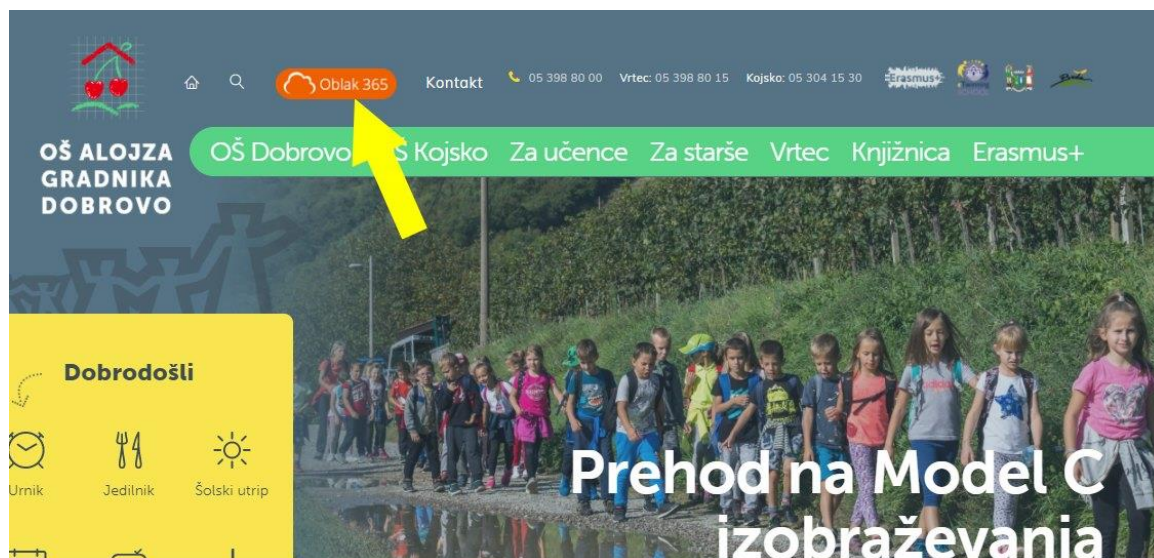 Oblak 365
Kontakt
05 398 80 00
Vrtec: 05 398 80 15
Kojsko: 05 304 15 30
Erasmus+
SCHOOL
OŠ ALOJZA
GRADNIKA
DOBROVO
OŠ Dobrovo Š Kojsko Za učence Za starše Vrtec Knjižnica Erasmus+
Dobrodošli
Urnik
Jedilnik
Šolski utrip
Prehod na Model C
izobraževanja